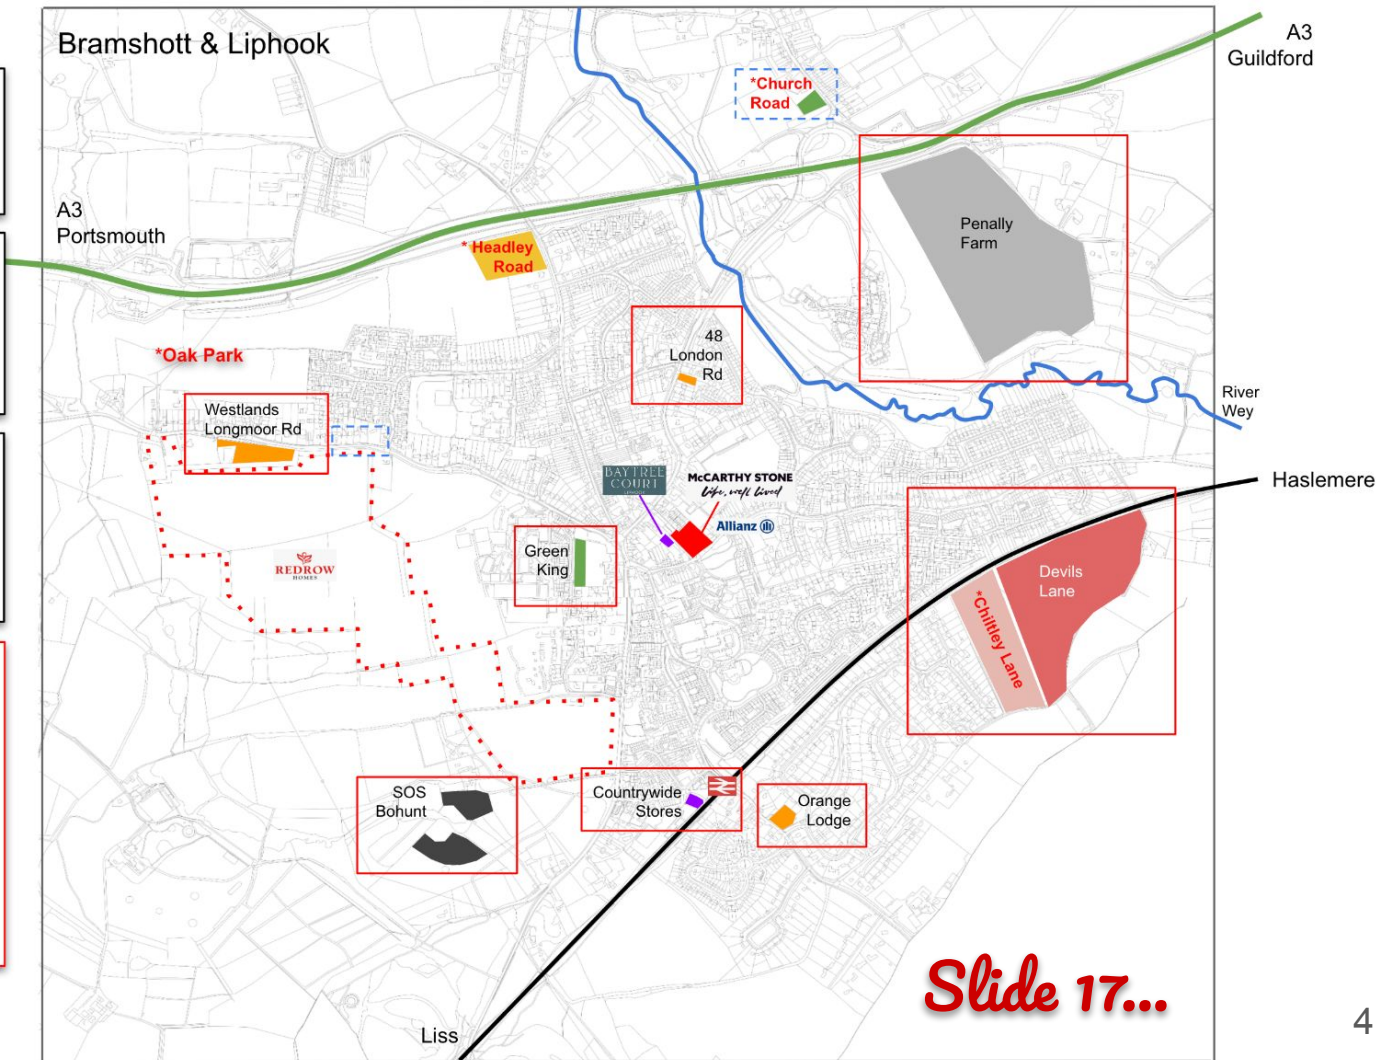 Bramshott & Liphook
A3
Guildford
*Church
Road
A3
Portsmouth
* Headley
Road
Penally
Farm
48
London
Rd
*Oak Park
River
Wey
Westlands
Longmoor Rd
BAYTREE
COURT
McCARTHY STONE
Life, well lived
Haslemere
Allianz
Green
King
REDROW
HOMES
Devils
Lane
*Chiltley Lane
SOS
Bohunt
Countrywide
Stores
Orange
Lodge
Slide 17...
Liss
4